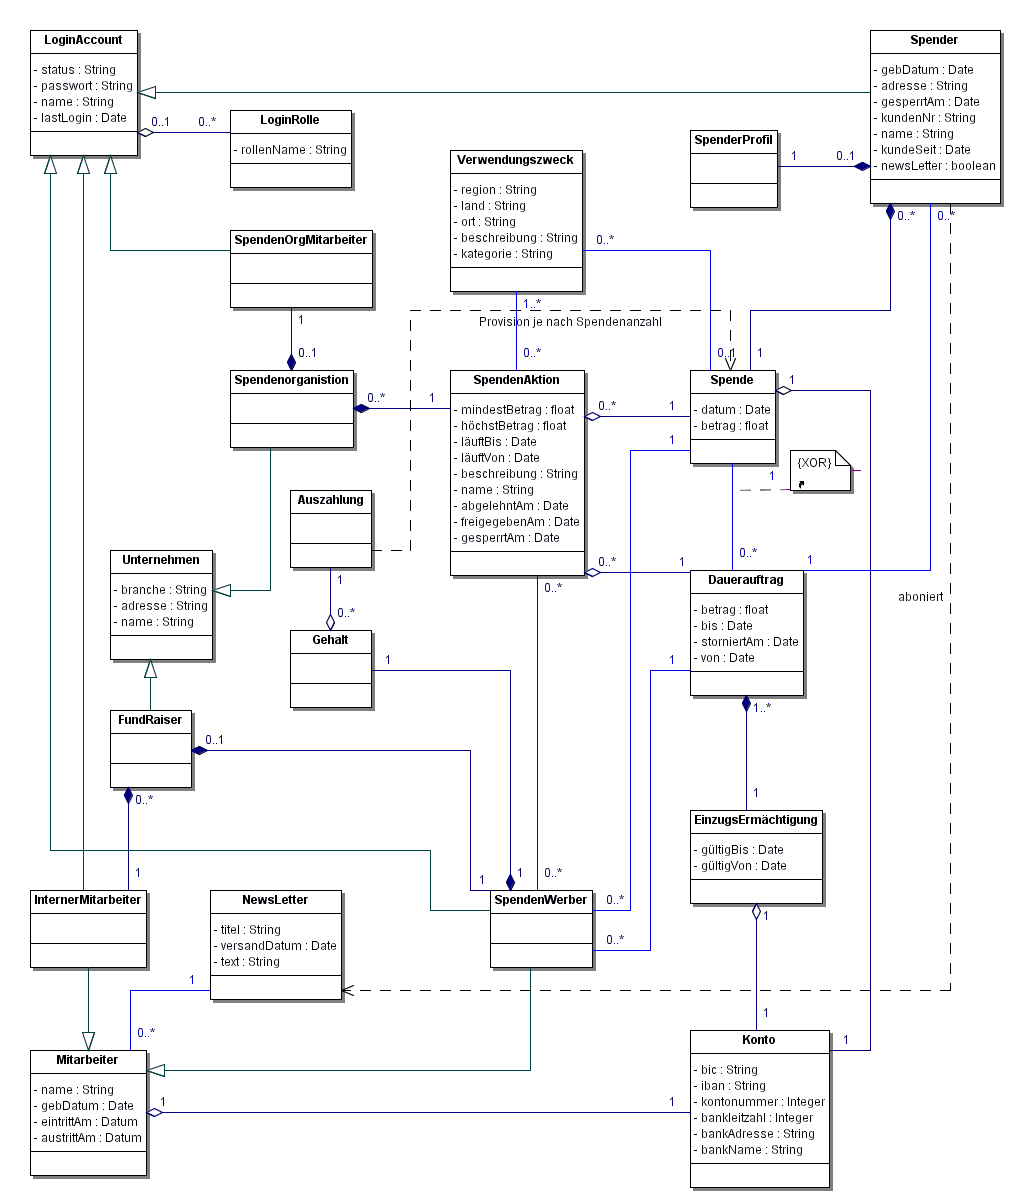 LoginAccount
- status : String
- passwort : String
- name : String
- lastLogin : Date
Spender
- gebDatum : Date
- adresse : String
- gesperrtAm : Date
- kundenNr : String
- name : String
- kundeSeit : Date
- newsLetter : boolean
0..1
0..*
LoginRolle
- rollenName : String
SpenderProfil
1
0..1
Verwendungszweck
- region : String
- land : String
- ort : String
- beschreibung : String
- kategorie : String
0..*
0..*
0..*
SpendenOrgMitarbeiter
1
0..1
1..*
Provision je nach Spendenanzahl
0..*
0..1
1
Spendenorganistion
0..*
1
SpendenAktion
- mindestBetrag : float
- höchstBetrag : float
- läuftBis : Date
- läuftVon : Date
- beschreibung : String
- name : String
- abgelehntAm : Date
- freigegebenAm : Date
- gesperrtAm : Date
0..*
1
Spende
- datum : Date
- betrag : float
1
1
1
{XOR}
0..*
Auszahlung
1
0..*
Unternehmen
- branche : String
- adresse : String
- name : String
0..*
1
0..*
1
Dauerauftrag
- betrag : float
- bis : Date
- storniertAm : Date
- von : Date
aboniert
Gehalt
1
1
1..*
FundRaiser
0..1
0..*
1
EinzugsErmächtigung
- gültigBis : Date
- gültigVon : Date
1
1
1
1
0..*
0..*
0..*
InternerMitarbeiter
NewsLetter
- titel : String
- versandDatum : Date
- text : String
SpendenWerber
1
0..*
1
1
Mitarbeiter
- name : String
- gebDatum : Date
- eintrittAm : Datum
- austrittAm : Datum
1
1
Konto
- bic : String
- iban : String
- kontonummer : Integer
- bankleitzahl : Integer
- bankAdresse : String
- bankName : String